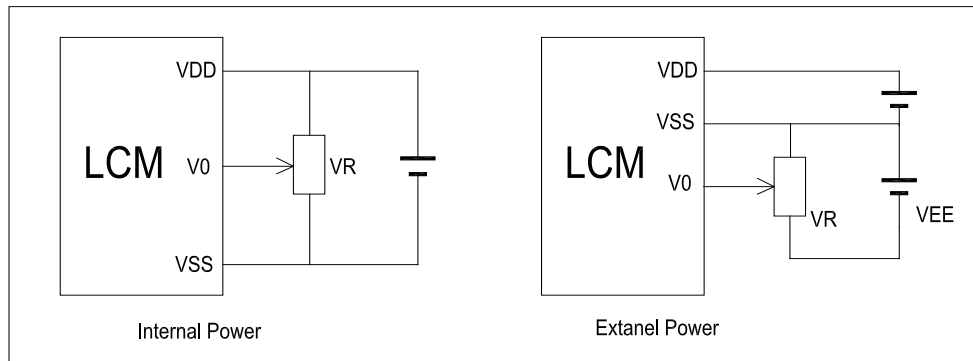 VDD
LCM
V0
VR
VSS
Internal Power
VDD
VSS
LCM
V0
VR
VEE
Extanel Power